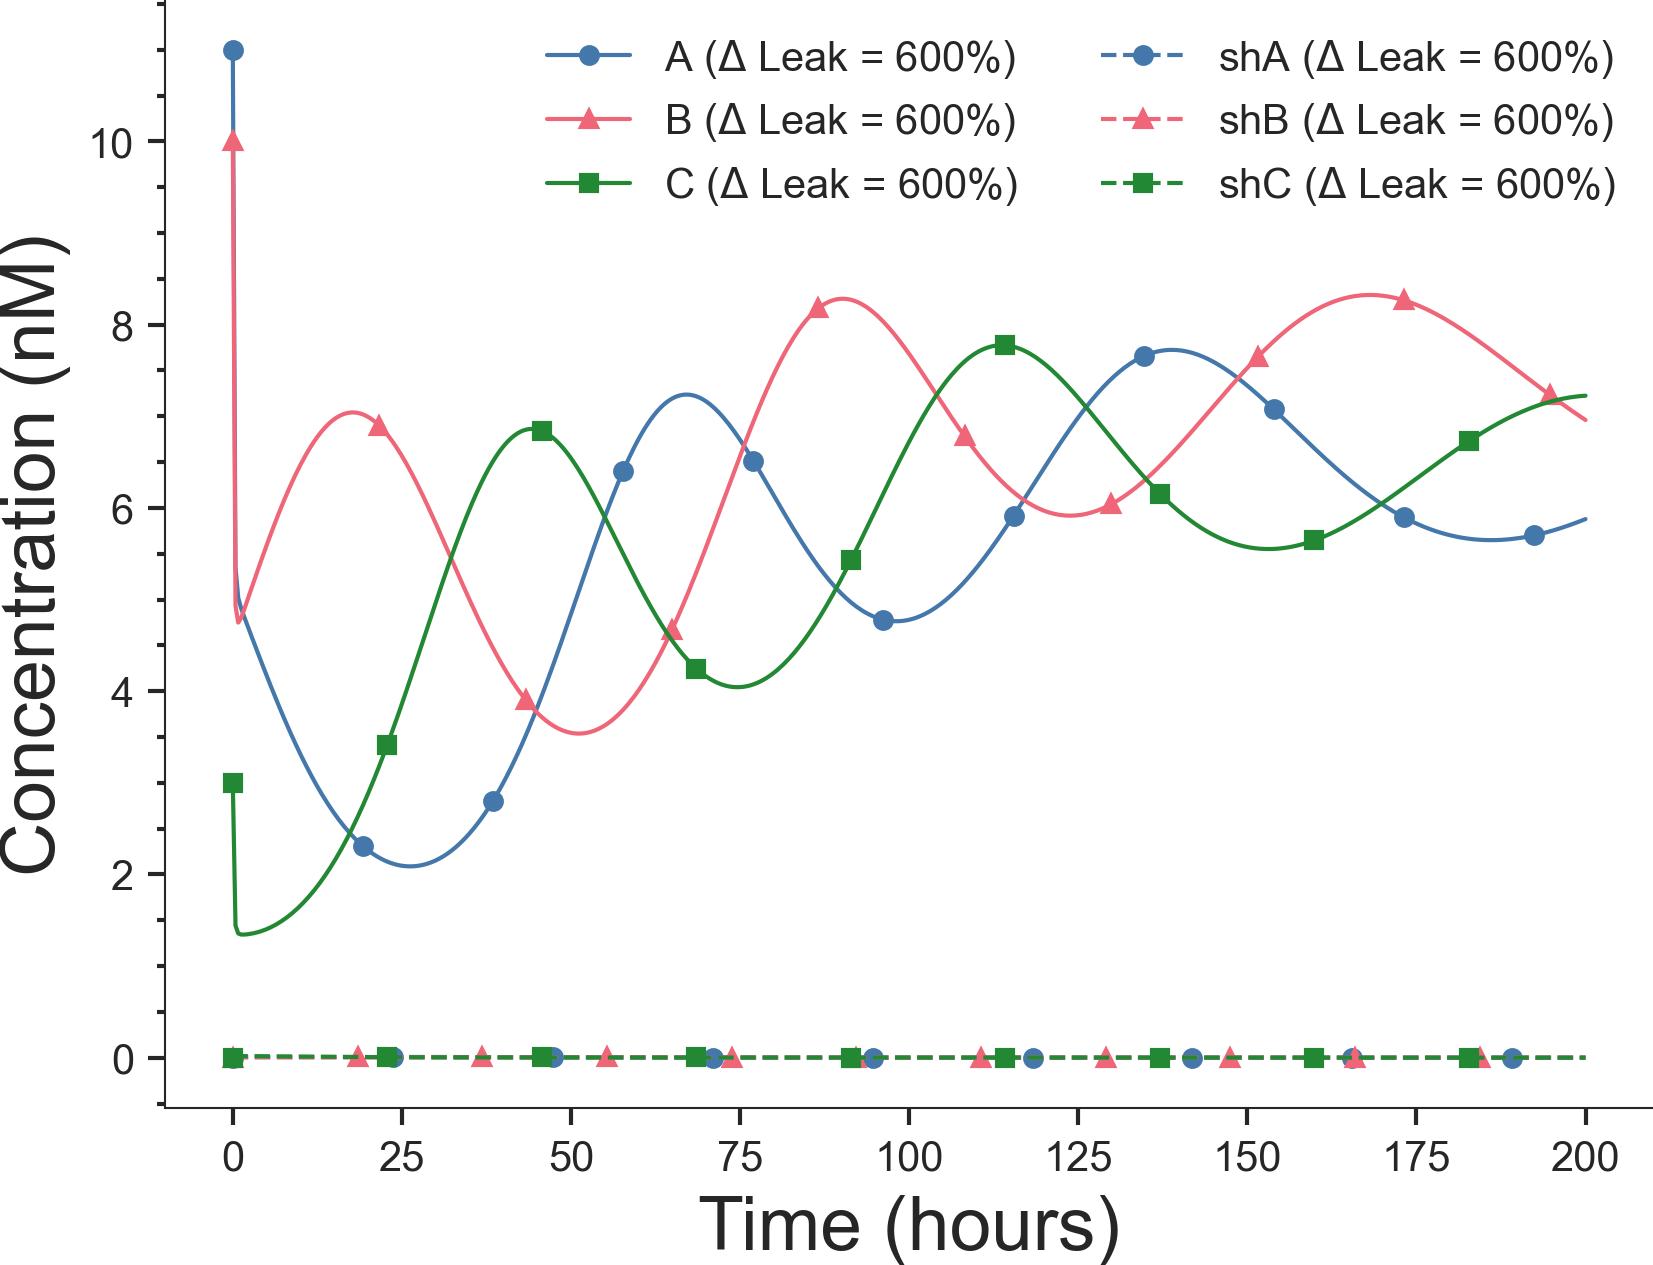 A (Δ Leak = 600%)
B (Δ Leak = 600%)
C (Δ Leak = 600%)
shA (Δ Leak = 600%)
shB (Δ Leak = 600%)
shC (Δ Leak = 600%)
Concentration (nM)
10
8
6
4
2
0
0 25 50 75 100 125 150 175 200
Time (hours)